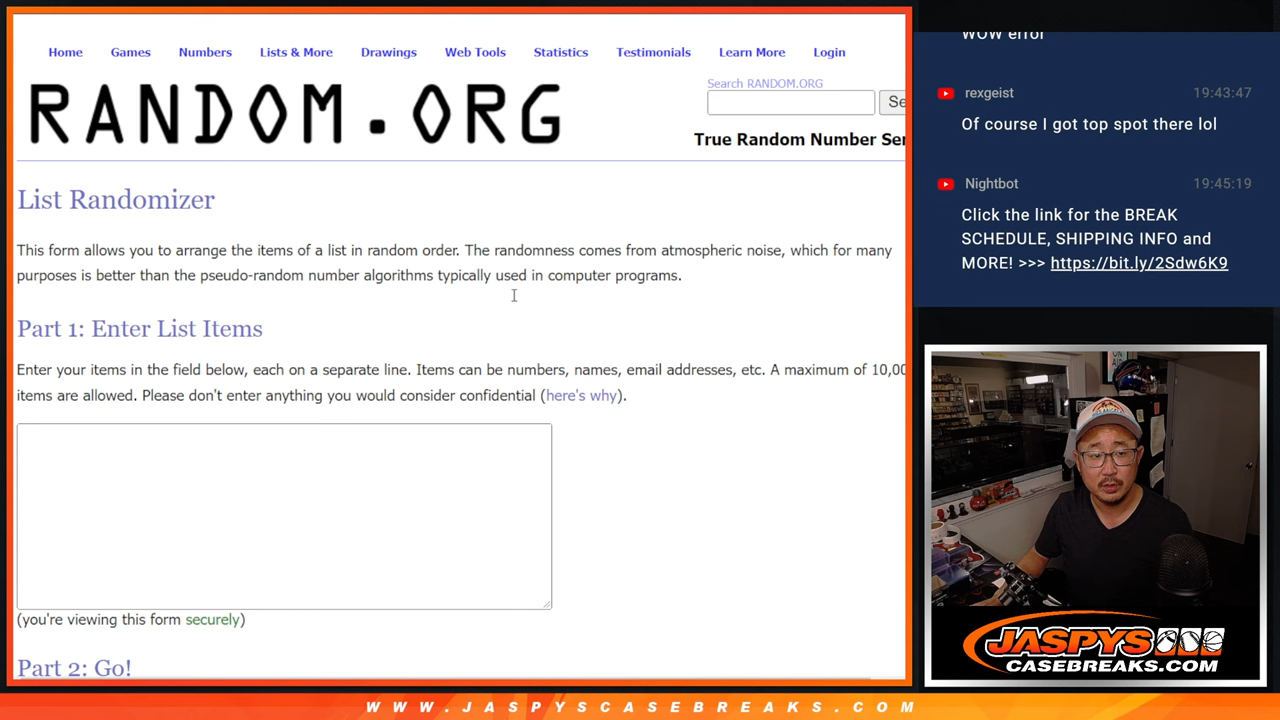 Home Games Numbers Lists & More Drawings Web Tools Statistics Testimonials Learn More Login
RANDOM.ORG
Search RANDOM.ORG
True Random Number Ser
List Randomizer
This form allows you to arrange the items of a list in random order. The randomness comes from atmospheric noise, which for many
purposes is better than the pseudo-random number algorithms typically used in computer programs.
Part 1: Enter List Items
Enter your items in the field below, each on a separate line. Items can be numbers, names, email addresses, etc. A maximum of 10,00
items are allowed. Please don't enter anything you would consider confidential (here's why).
(you're viewing this form securely)
Part 2: Go!
WOW error
rexgeist 19:43:47
Of course I got top spot there lol
Nightbot 19:45:19
Click the link for the BREAK
SCHEDULE, SHIPPING INFO and
MORE! >>> https://bit.ly/2Sdw6K9
JASPYS
CASEBREAKS.COM
WWW.JASPYSCASEBREAKS.COM